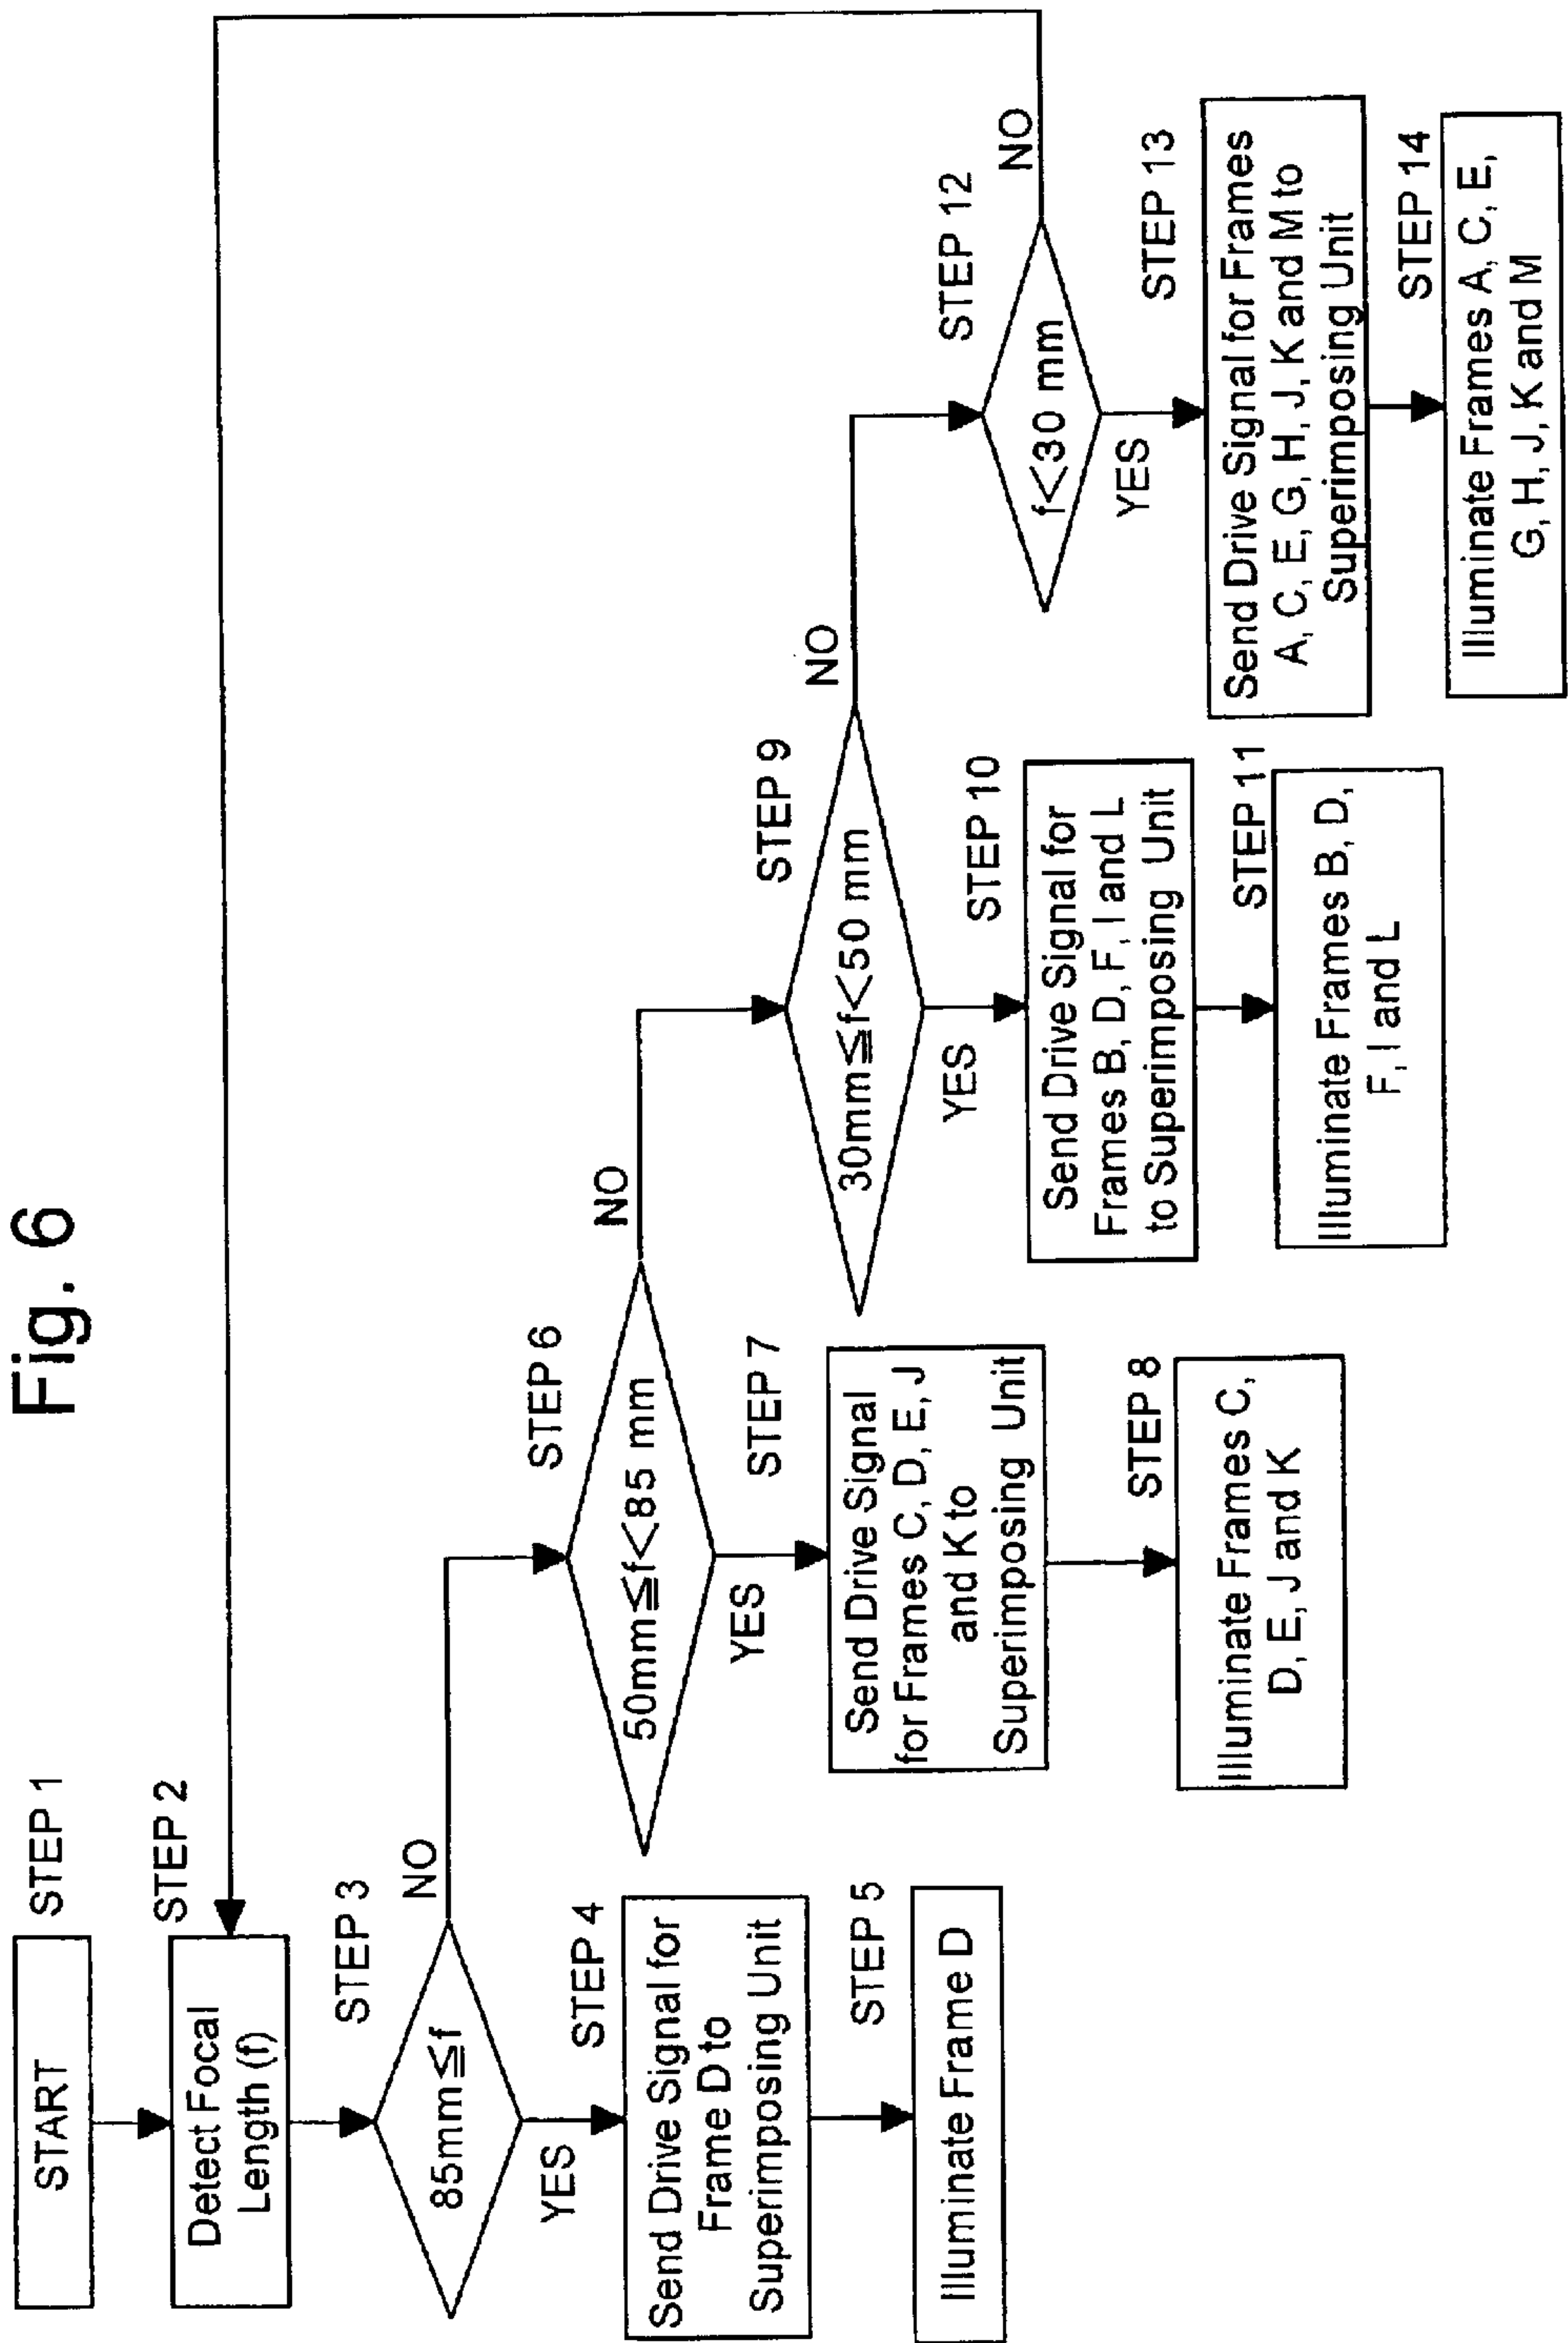 Fig. 6
START
STEP 1
Detect Focal
Length (f)
STEP 2
85mm≦f
STEP 3
NO
YES
Send Drive Signal for
Frame D to
Superimposing Unit
STEP 4
Illuminate Frame D
STEP 5
50mm≦f<85 mm
STEP 6
NO
YES
Send Drive Signal
for Frames C, D, E, J
and K to
Superimposing Unit
STEP 7
Illuminate Frames C,
D, E, J and K
STEP 8
30mm≦f<50 mm
STEP 9
NO
YES
Send Drive Signal for
Frames B, D, F, I and L
to Superimposing Unit
STEP 10
Illuminate Frames B, D,
F, I and L
STEP 11
f<30 mm
STEP 12
NO
YES
Send Drive Signal for Frames
A, C, E, G, H, J, K and M to
Superimposing Unit
STEP 13
Illuminate Frames A, C, E,
G, H, J, K and M
STEP 14